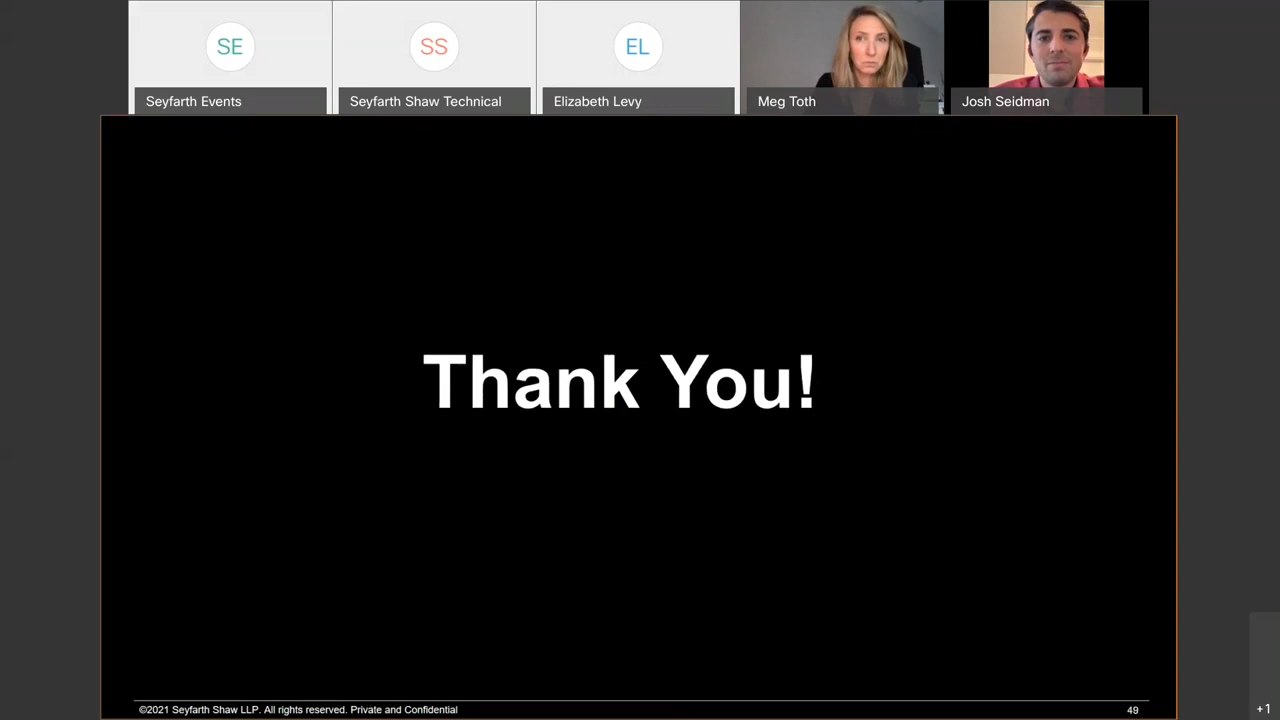 SE
SS
EL
Seyfarth Events
Seyfarth Shaw Technical
Elizabeth Levy
Meg Toth
Josh Seidman
Thank You!
©2021 Seyfarth Shaw LLP. All rights reserved. Private and Confidential
49
+1